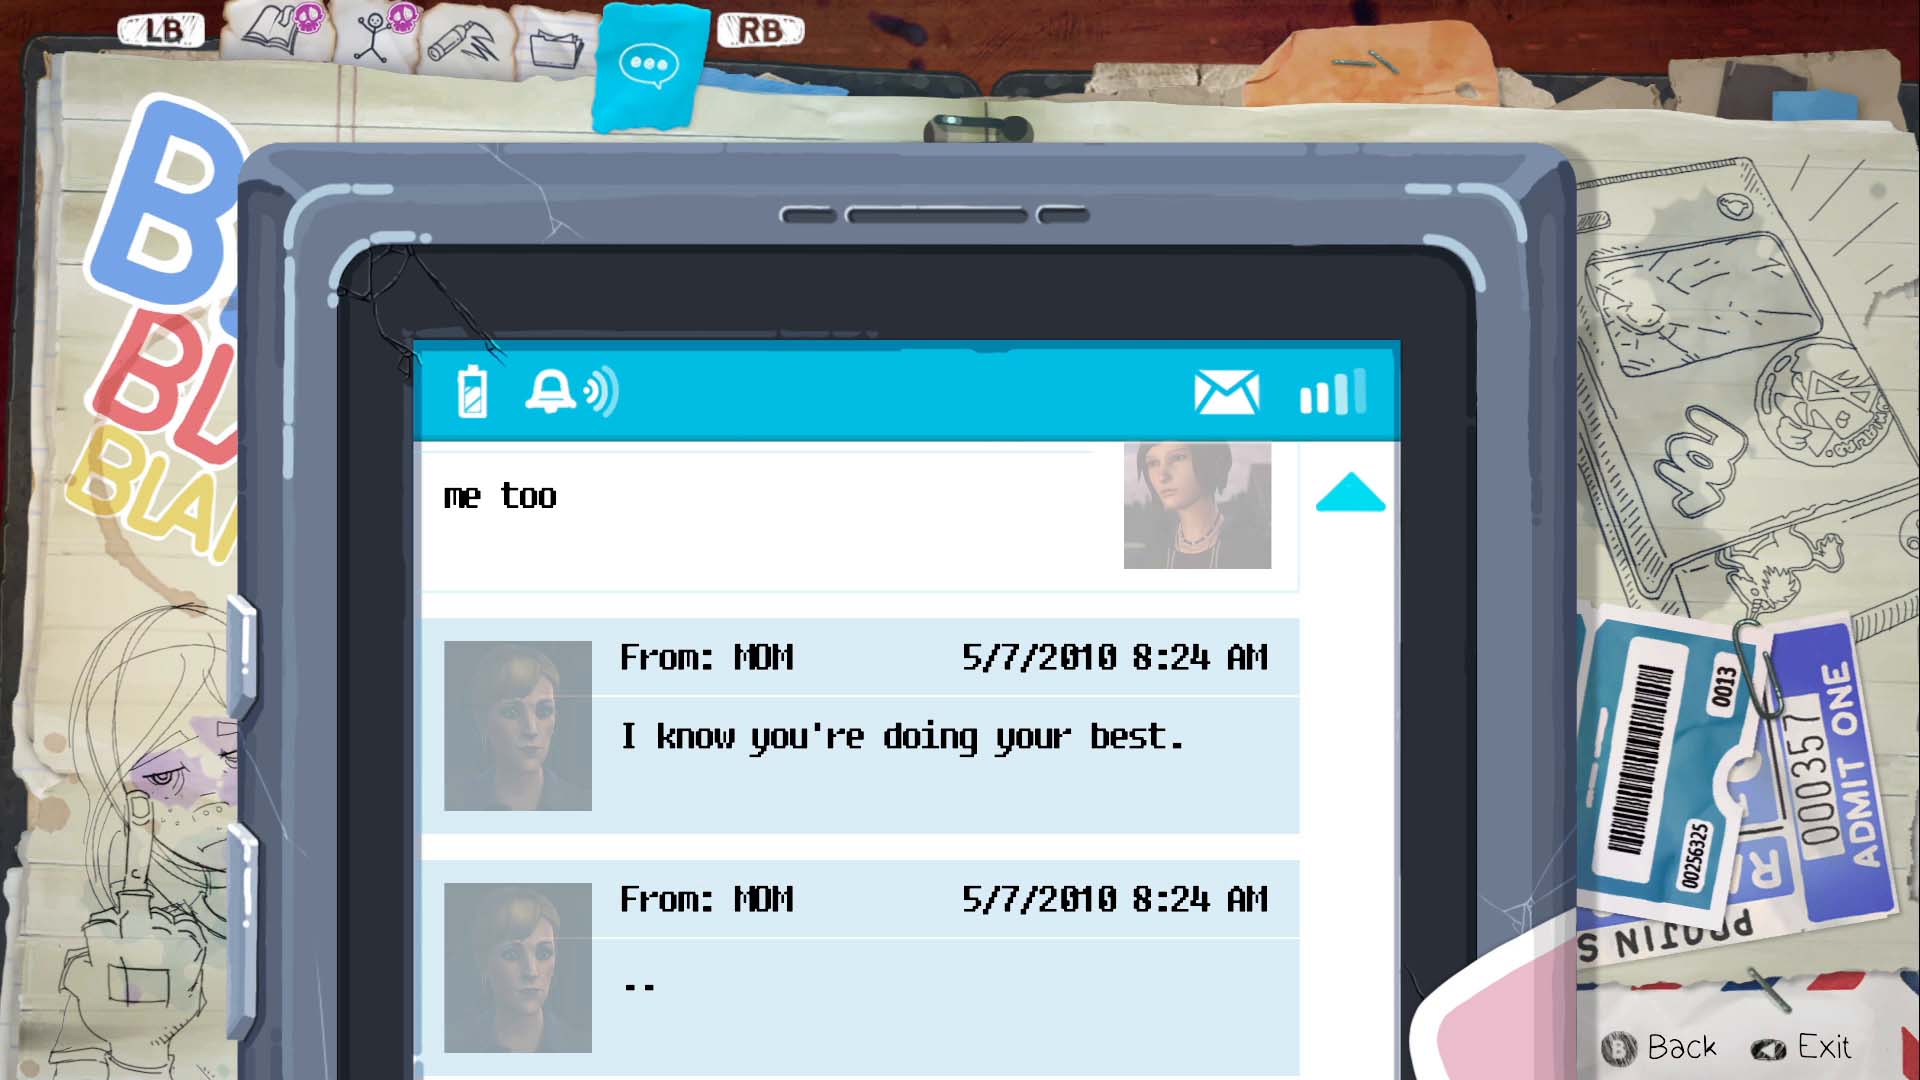 LB
RB
me too
From: MOM 5/7/2010 8:24 AM
I know you're doing your best.
From: MOM 5/7/2010 8:24 AM
--
0013
00256325
000357
ADMIT ONE
Back
Exit